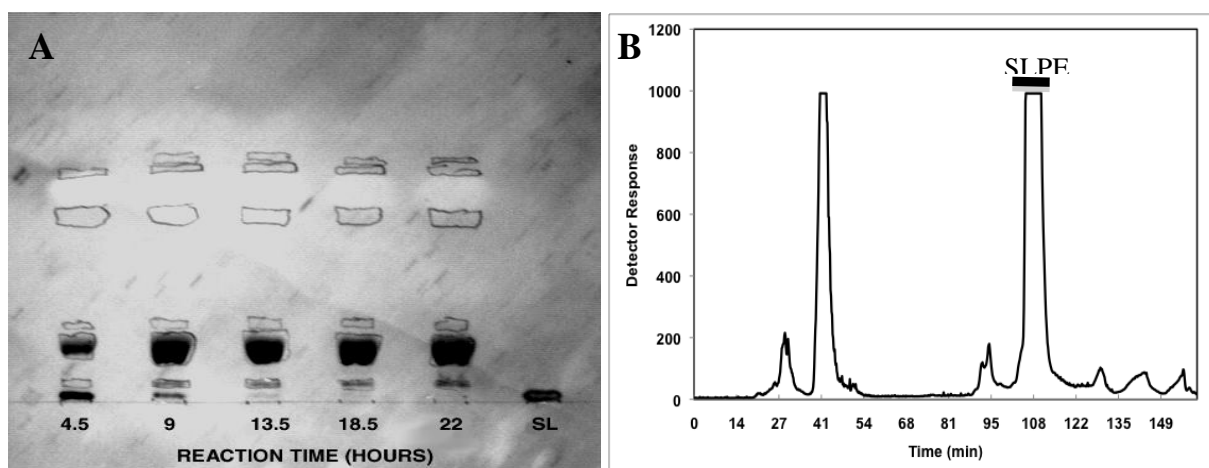 A
4.5 9 13.5 18.5 22 SL
REACTION TIME (HOURS)
B
SLPE
1200
1000
800
600
400
200
0
Detector Response
0 14 27 41 54 68 81 95 108 122 135 149
Time (min)